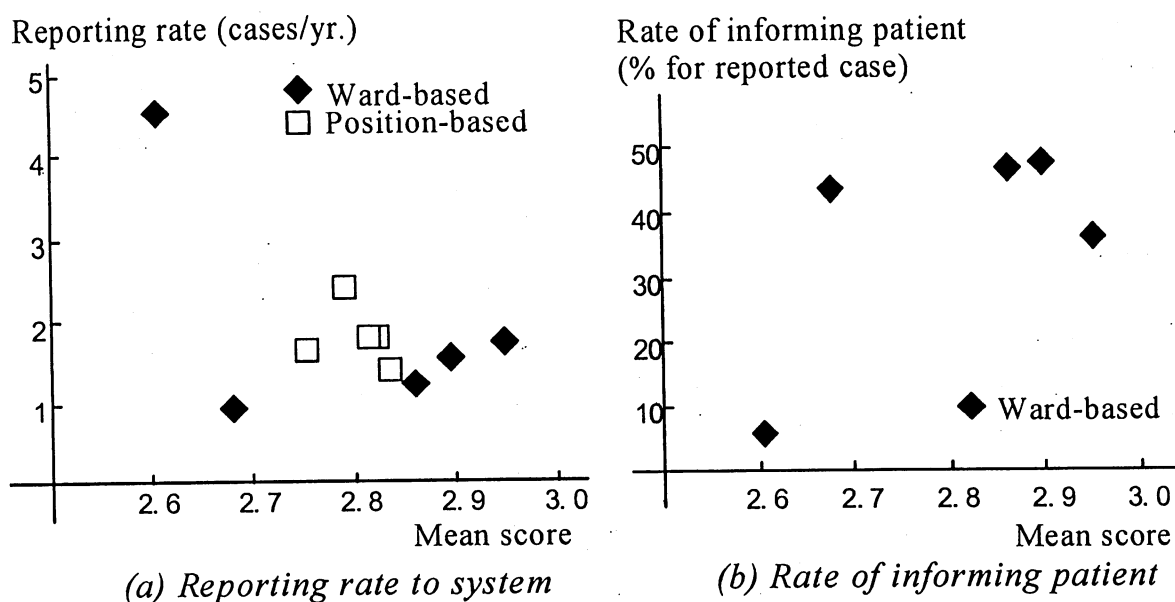 Reporting rate (cases/yr.)
5
4
3
2
1
Ward-based
Position-based
2.6 2.7 2.8 2.9 3.0
Mean score
(a) Reporting rate to system
Rate of informing patient
(% for reported case)
50
40
30
20
10
Ward-based
2.6 2.7 2.8 2.9 3.0
Mean score
(b) Rate of informing patient